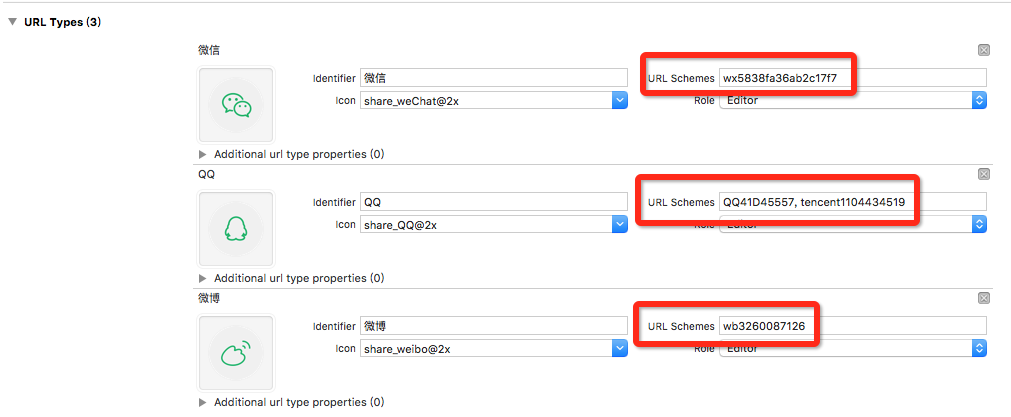 URL Types (3)
微信
Identifier 微信 URL Schemes wx5838fa36ab2c17f7
Icon share_weChat@2x Role Editor
Additional url type properties (0)
QQ
Identifier QQ URL Schemes QQ41D45557, tencent1104434519
Icon share_QQ@2x Role Editor
Additional url type properties (0)
微博
Identifier 微博 URL Schemes wb3260087126
Icon share_weibo@2x Role Editor
Additional url type properties (0)